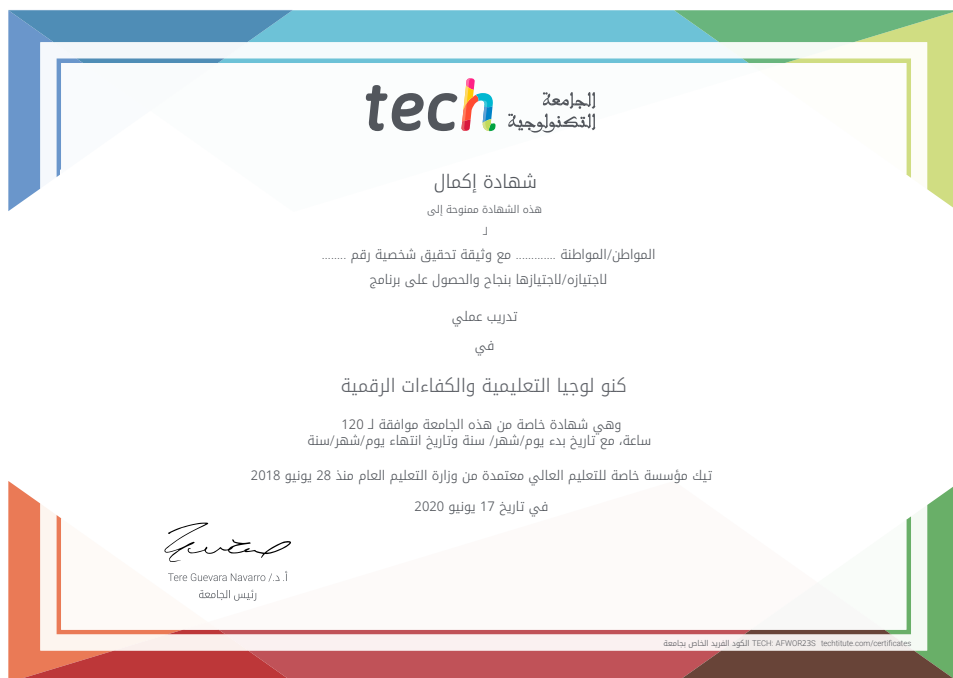 tech الجامعة
التكنولوجية
شهادة إكمال
هذه الشهادة ممنوحة إلى
لـ
المواطن/المواطنة ............. مع وثيقة تحقيق شخصية رقم ........
لاجتيازه/لاجتيازها بنجاح والحصول على برنامج
تدريب عملي
في
كنو لوجيا التعليمية والكفاءات الرقمية
وهي شهادة خاصة من هذه الجامعة موافقة لـ 120
ساعة، مع تاريخ بدء يوم/شهر/ سنة وتاريخ انتهاء يوم/شهر/سنة
تيك مؤسسة خاصة للتعليم العالي معتمدة من وزارة التعليم العام منذ 28 يونيو 2018
في تاريخ 17 يونيو 2020
أ. د./ Tere Guevara Navarro
رئيس الجامعة
الكود الفريد الخاص بجامعة TECH: AFWOR23S techtitute.com/certificates